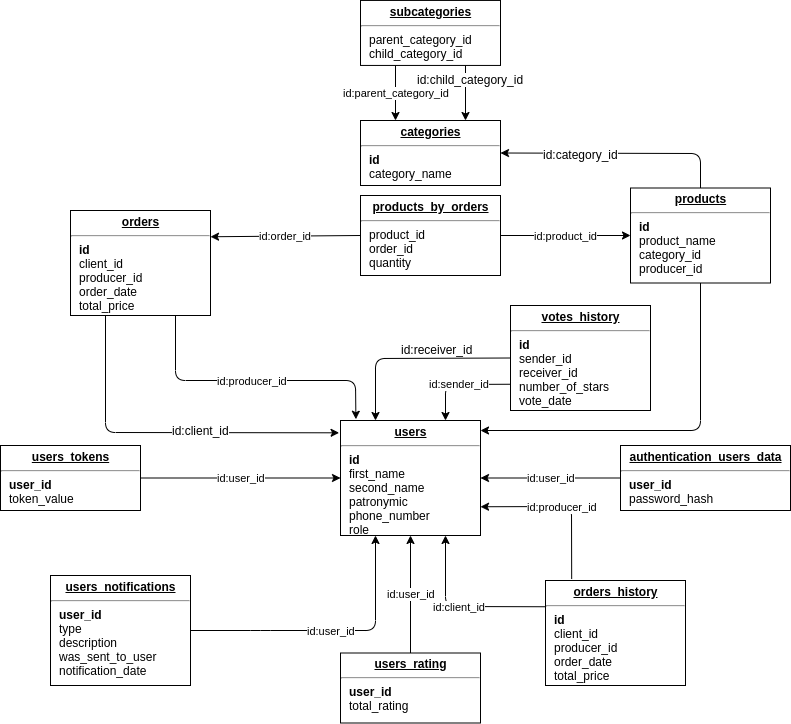 subcategories
parent_category_id
child_category_id
id:child_category_id
id:parent_category_id
categories
id
category_name
id:category_id
products
id
product_name
category_id
producer_id
products_by_orders
product_id
order_id
quantity
id:order_id
id:product_id
orders
id
client_id
producer_id
order_date
total_price
votes_history
id
sender_id
receiver_id
number_of_stars
vote_date
id:receiver_id
id:sender_id
id:producer_id
id:client_id
users
id
first_name
second_name
patronymic
phone_number
role
users_tokens
user_id
token_value
id:user_id
authentication_users_data
user_id
password_hash
id:user_id
id:producer_id
users_notifications
user_id
type
description
was_sent_to_user
notification_date
id:user_id
id:user_id
id:client_id
orders_history
id
client_id
producer_id
order_date
total_price
users_rating
user_id
total_rating